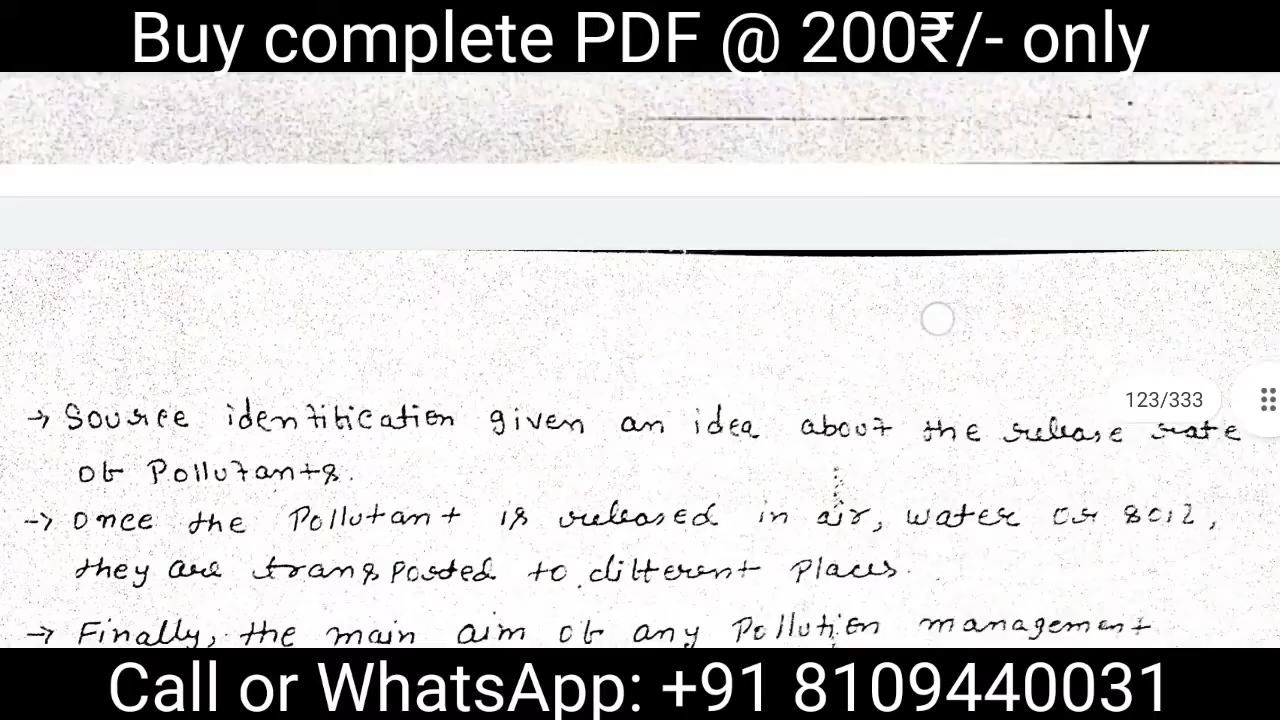 Buy complete PDF @ 200₹/- only
123/333
→ Source identification given an idea about the release rate
of Pollutants.
→ Once the Pollutant is released in air, water or soil,
they are transported to different places.
→ Finally, the main aim of any Pollution management
Call or WhatsApp: +91 8109440031